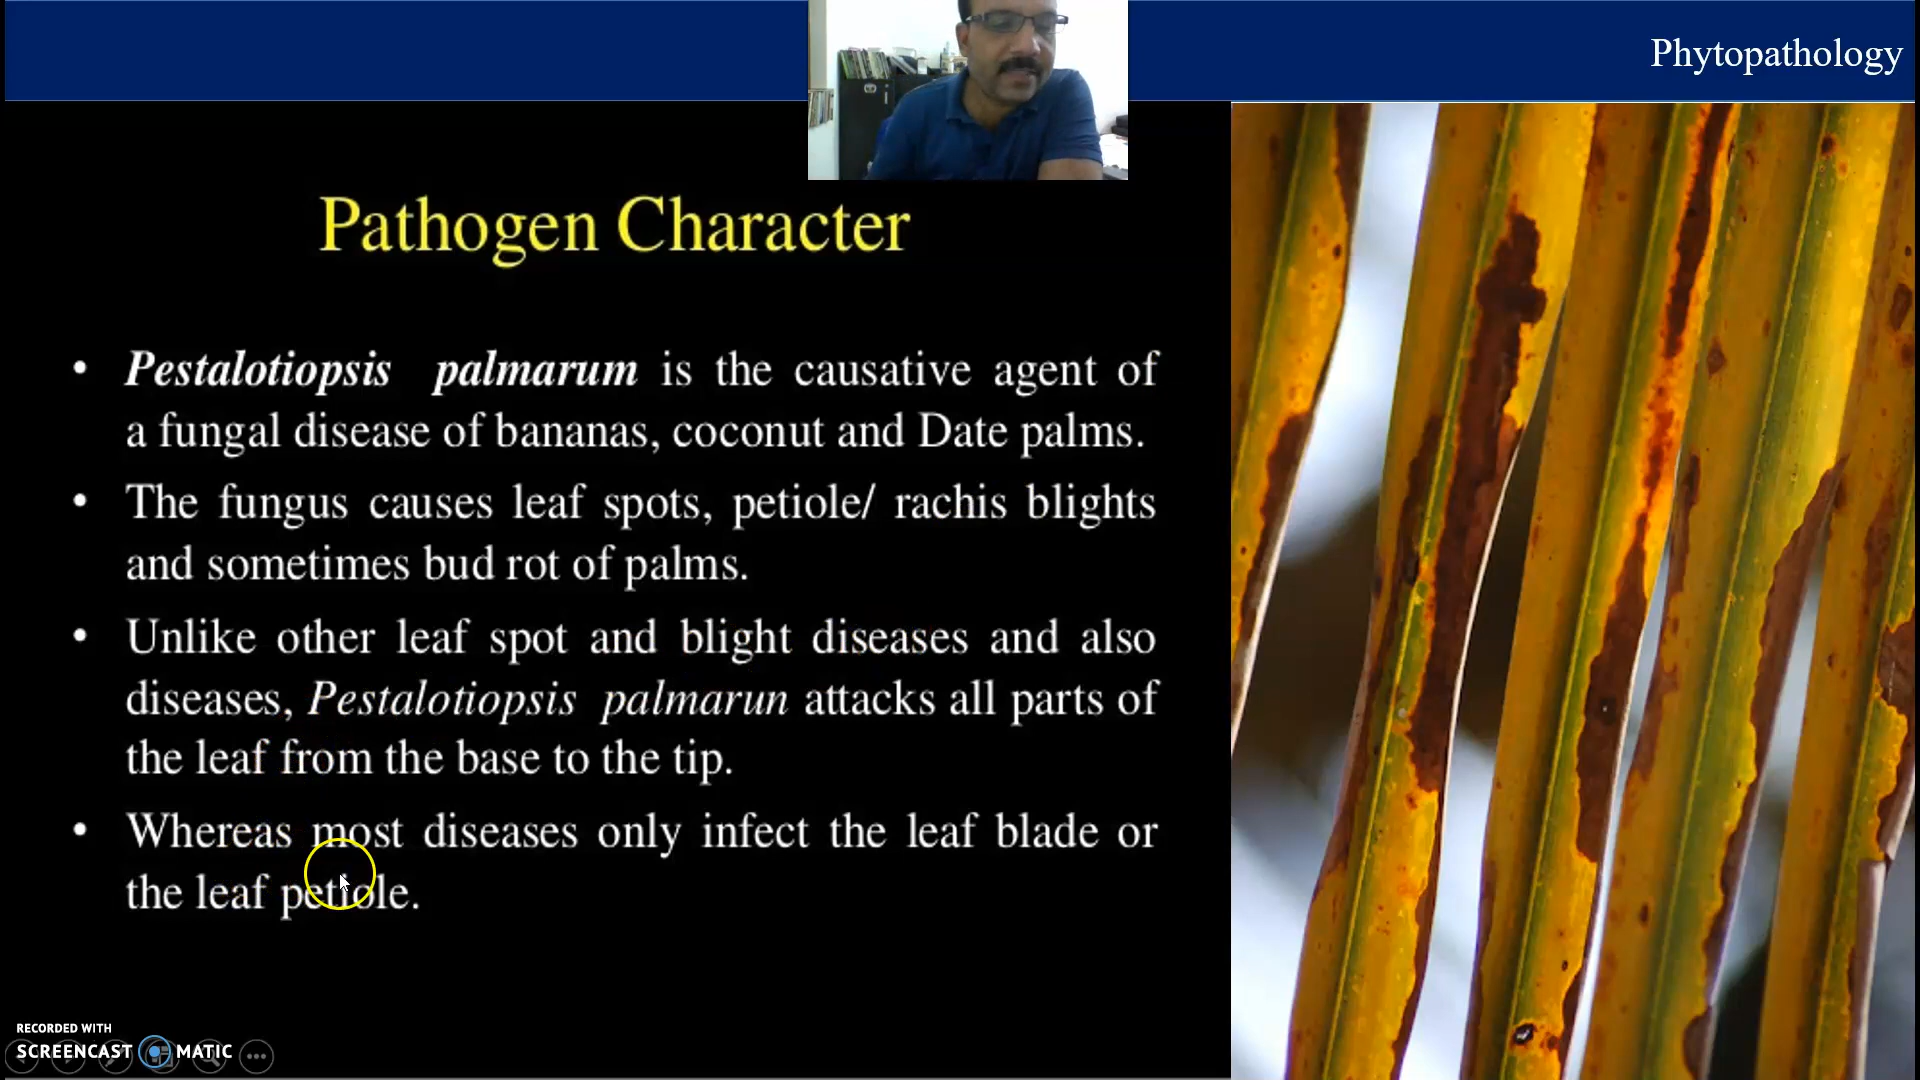 Phytopathology
Pathogen Character
• Pestalotiopsis palmarum is the causative agent of
a fungal disease of bananas, coconut and Date palms.
• The fungus causes leaf spots, petiole/ rachis blights
and sometimes bud rot of palms.
• Unlike other leaf spot and blight diseases and also
diseases, Pestalotiopsis palmarun attacks all parts of
the leaf from the base to the tip.
• Whereas most diseases only infect the leaf blade or
the leaf petiole.
RECORDED WITH
SCREENCAST MATIC